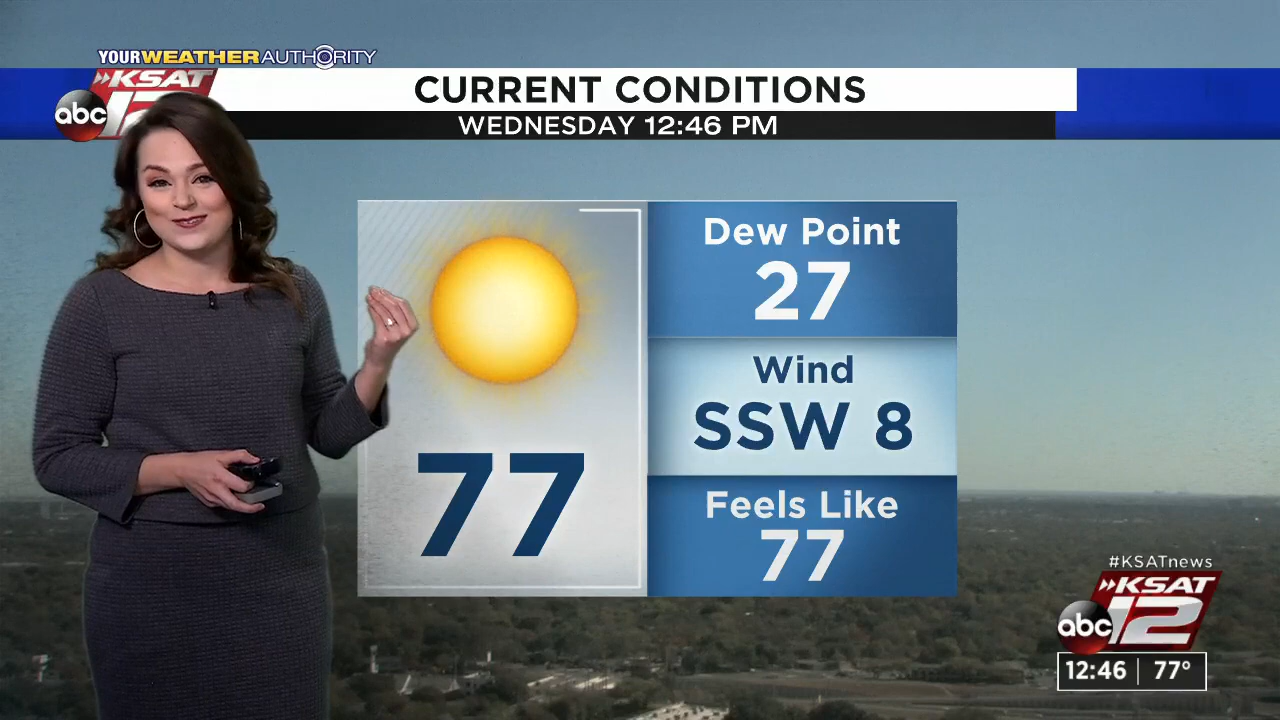 YOURWEATHERAUTHORITY
KSAT
abc 12
CURRENT CONDITIONS
WEDNESDAY 12:46 PM
Dew Point
27
Wind
SSW 8
77
Feels Like
77
#KSATnews
KSAT
abc 12
12:46 77°